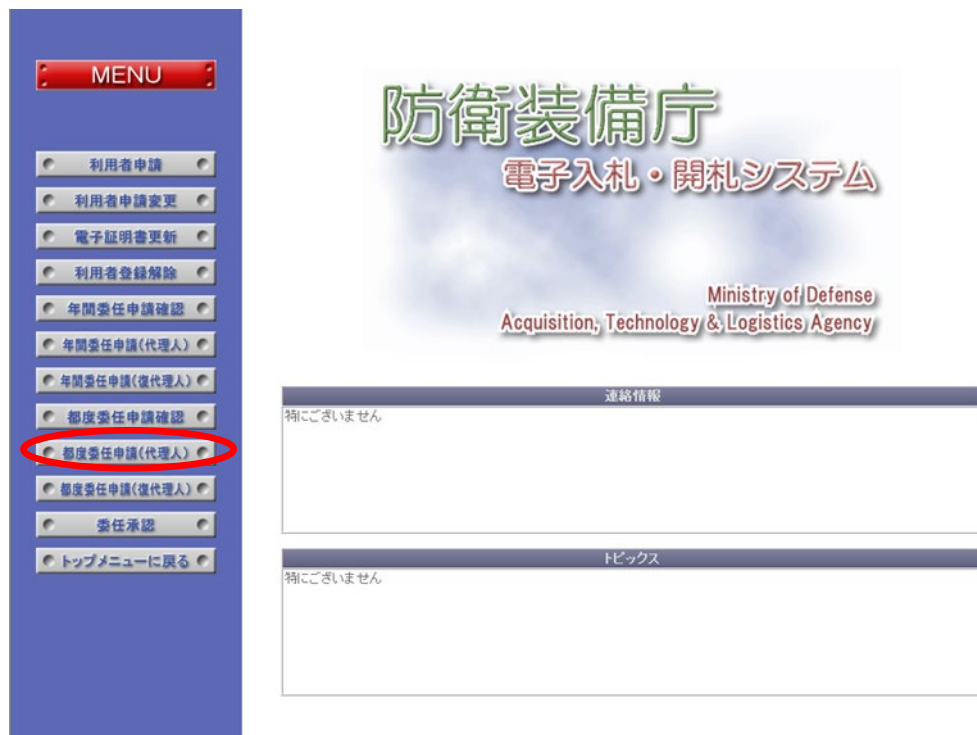 MENU
利用者申請
利用者申請変更
電子証明書更新
利用者登録解除
年間委任申請確認
年間委任申請(代理人)
年間委任申請(復代理人)
都度委任申請確認
都度委任申請(代理人)
都度委任申請(復代理人)
委任承認
トップメニューに戻る
防衛装備庁
電子入札・開札システム
Ministry of Defense
Acquisition, Technology & Logistics Agency
連絡情報
特にございません
トピックス
特にございません